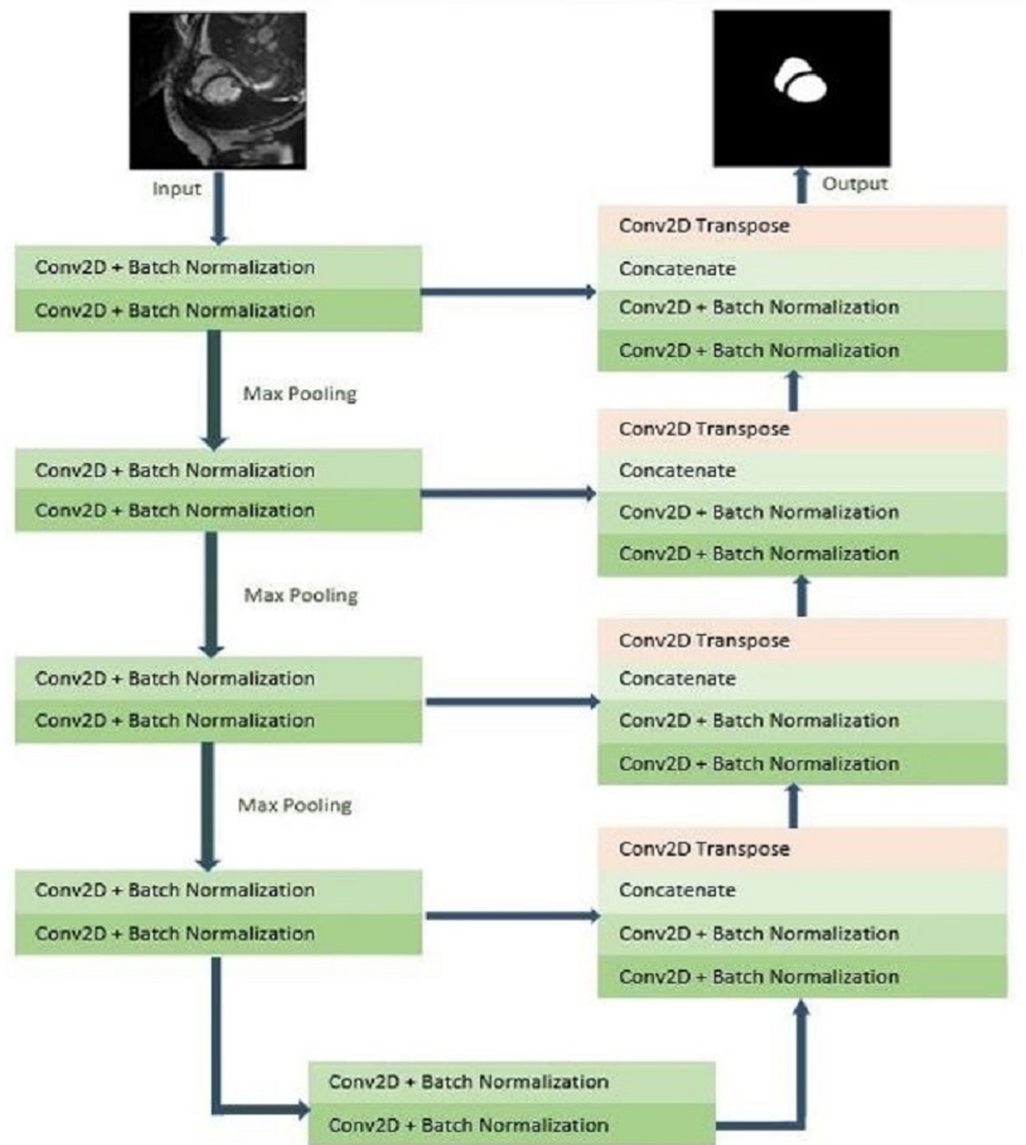 Input
Conv2D + Batch Normalization
Conv2D + Batch Normalization
Max Pooling
Conv2D + Batch Normalization
Conv2D + Batch Normalization
Max Pooling
Conv2D + Batch Normalization
Conv2D + Batch Normalization
Max Pooling
Conv2D + Batch Normalization
Conv2D + Batch Normalization
Conv2D + Batch Normalization
Conv2D + Batch Normalization
Output
Conv2D Transpose
Concatenate
Conv2D + Batch Normalization
Conv2D + Batch Normalization
Conv2D Transpose
Concatenate
Conv2D + Batch Normalization
Conv2D + Batch Normalization
Conv2D Transpose
Concatenate
Conv2D + Batch Normalization
Conv2D + Batch Normalization
Conv2D Transpose
Concatenate
Conv2D + Batch Normalization
Conv2D + Batch Normalization